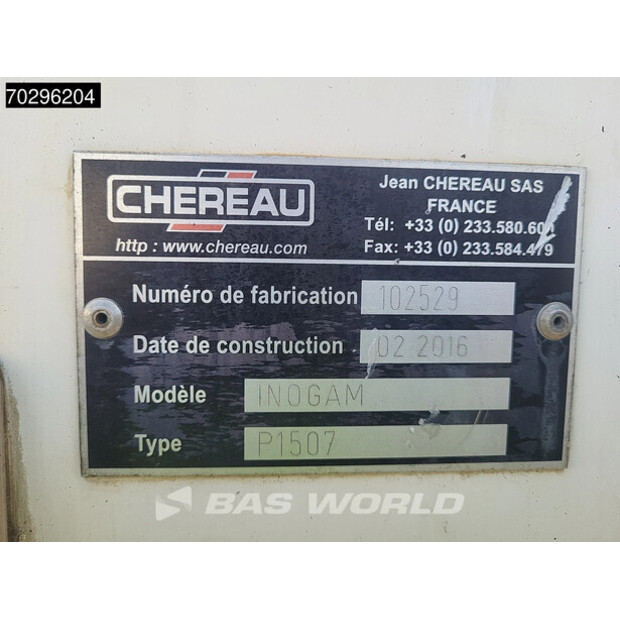 70296204
CHEREAU
Jean CHEREAU SAS
FRANCE
Tél: +33 (0) 233.580.600
Fax: +33 (0) 233.584.479
http : www.chereau.com
Numéro de fabrication 102529
Date de construction 02 2016
Modèle INOGAM
Type P1507
BAS WORLD